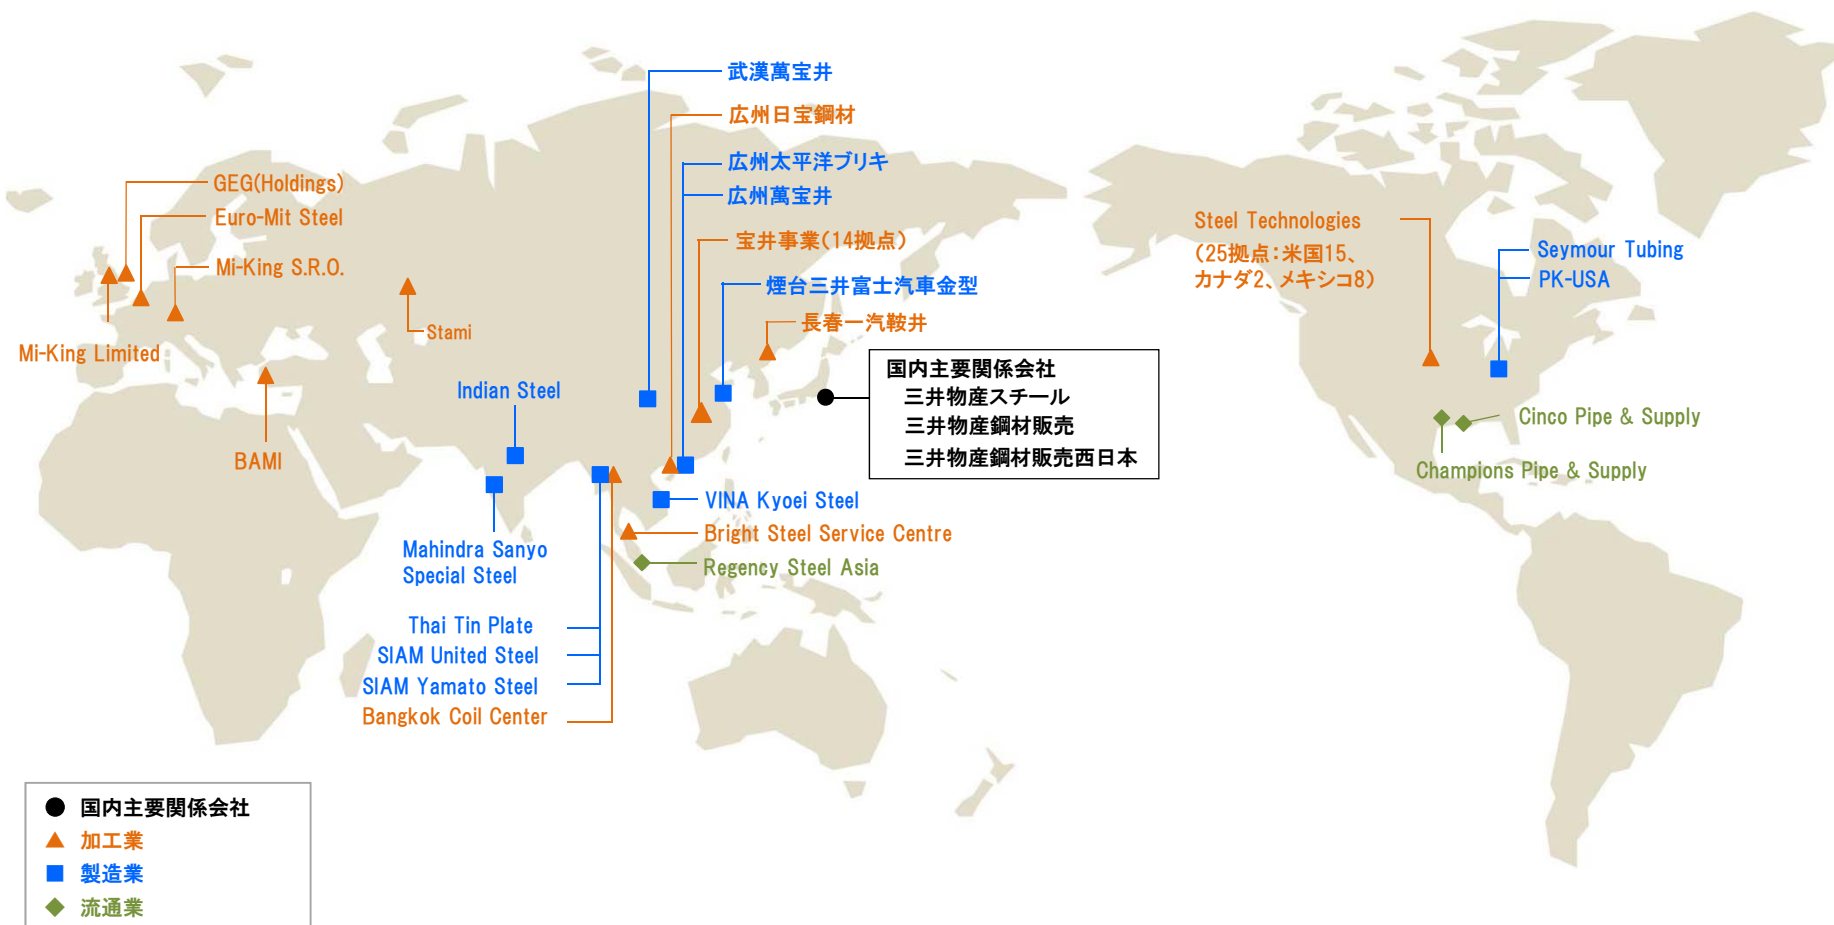 武漢萬宝井
広州日宝鋼材
広州太平洋ブリキ
広州萬宝井
GEG(Holdings)
Euro-Mit Steel
Mi-King S.R.O.
宝井事業(14拠点)
煙台三井富士汽車金型
長春一汽鞍井
Steel Technologies
(25拠点:米国15、
カナダ2、メキシコ8)
Seymour Tubing
PK-USA
Stami
Mi-King Limited
BAMI
Indian Steel
国内主要関係会社
三井物産スチール
三井物産鋼材販売
三井物産鋼材販売西日本
Cinco Pipe & Supply
Champions Pipe & Supply
VINA Kyoei Steel
Bright Steel Service Centre
Regency Steel Asia
Mahindra Sanyo
Special Steel
Thai Tin Plate
SIAM United Steel
SIAM Yamato Steel
Bangkok Coil Center
国内主要関係会社
加工業
製造業
流通業